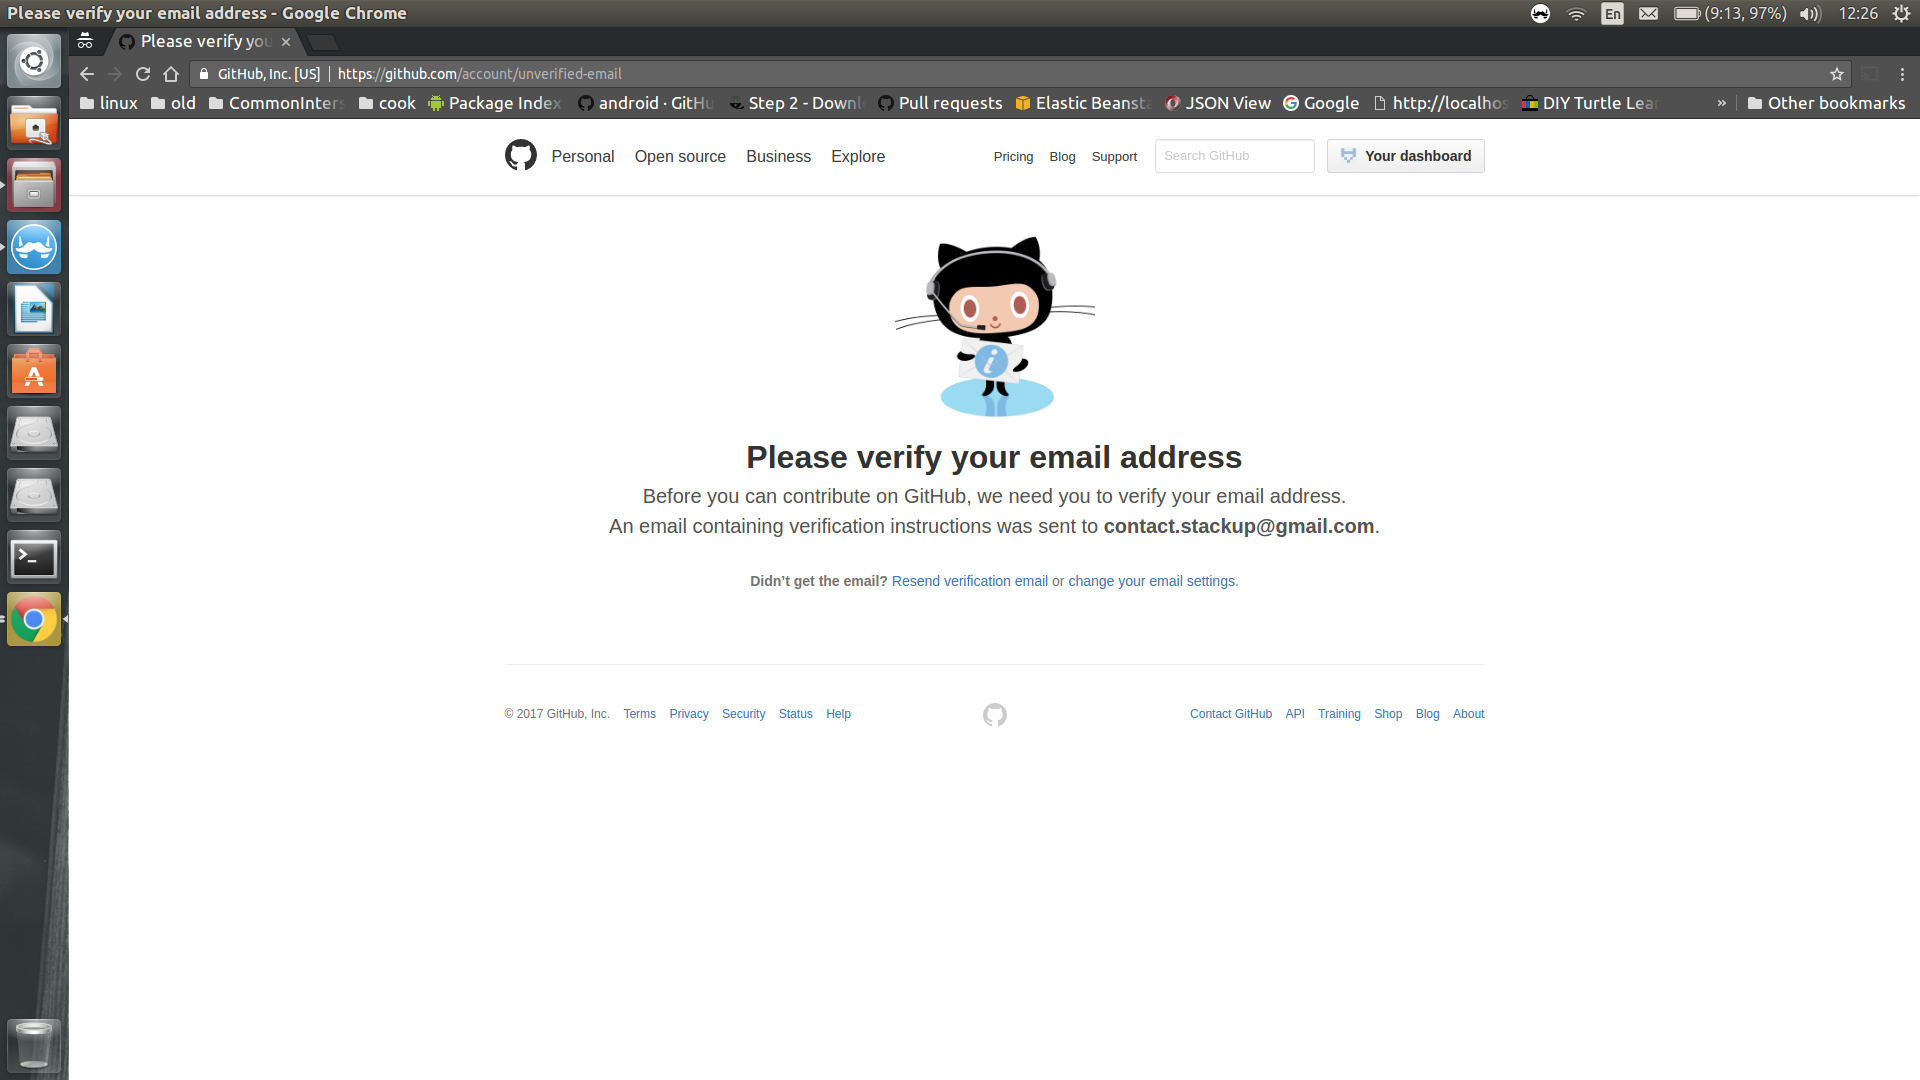 Please verify your email address - Google Chrome
En
(9:13, 97%)
12:26
Please verify you
GitHub, Inc. [US]
https://github.com/account/unverified-email
linux
old
CommonInters
cook
Package Index
android · GitHu
Step 2 - Downl
Pull requests
Elastic Beansta
JSON View
Google
http://localhos
DIY Turtle Lea
»
Other bookmarks
Personal
Open source
Business
Explore
Pricing
Blog
Support
Search GitHub
Your dashboard
i
Please verify your email address
Before you can contribute on GitHub, we need you to verify your email address.
An email containing verification instructions was sent to contact.stackup@gmail.com.
Didn’t get the email? Resend verification email or change your email settings.
© 2017 GitHub, Inc.
Terms
Privacy
Security
Status
Help
Contact GitHub
API
Training
Shop
Blog
About